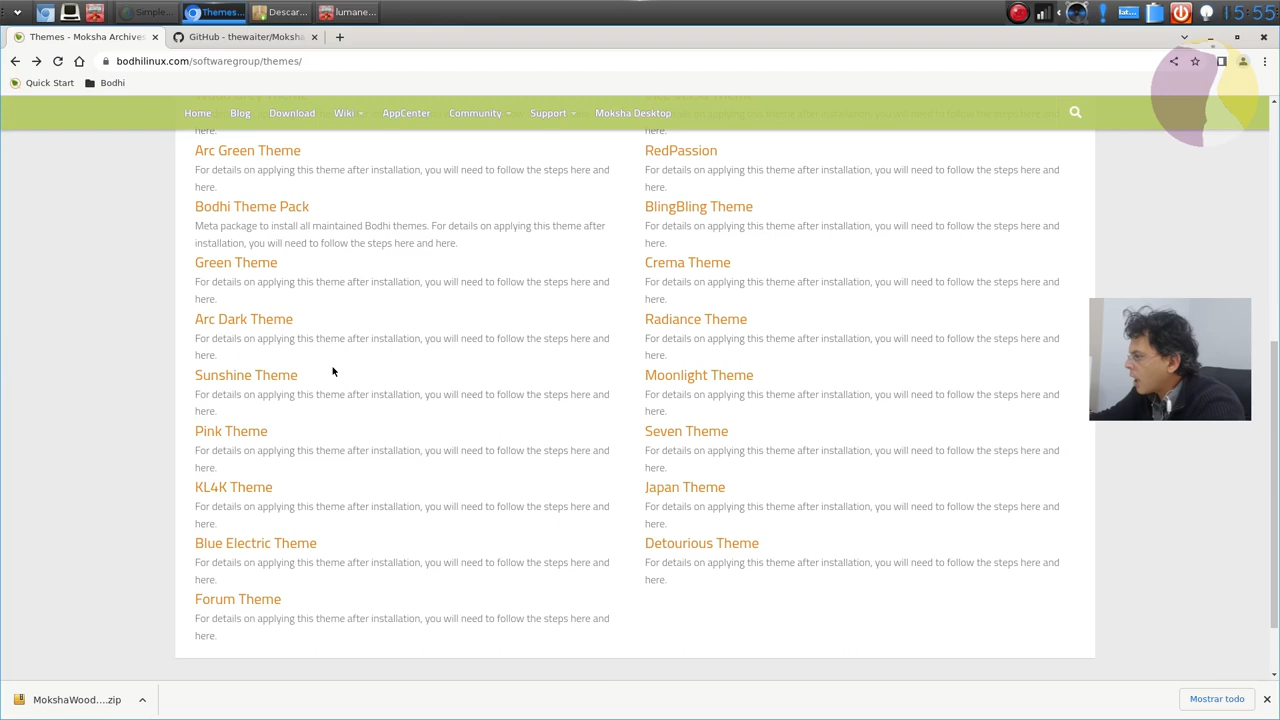 Simple...
Themes...
Descar...
lumane...
lat...
15:55
Themes - Moksha Archives
GitHub - thewaiter/Moksha
bodhilinux.com/softwaregroup/themes/
Quick Start
Bodhi
Home
Blog
Download
Wiki
AppCenter
Community
Support
Moksha Desktop
here.
Arc Green Theme
For details on applying this theme after installation, you will need to follow the steps here and
here.
Bodhi Theme Pack
Meta package to install all maintained Bodhi themes. For details on applying this theme after
installation, you will need to follow the steps here and here.
Green Theme
For details on applying this theme after installation, you will need to follow the steps here and
here.
Arc Dark Theme
For details on applying this theme after installation, you will need to follow the steps here and
here.
Sunshine Theme
For details on applying this theme after installation, you will need to follow the steps here and
here.
Pink Theme
For details on applying this theme after installation, you will need to follow the steps here and
here.
KL4K Theme
For details on applying this theme after installation, you will need to follow the steps here and
here.
Blue Electric Theme
For details on applying this theme after installation, you will need to follow the steps here and
here.
Forum Theme
For details on applying this theme after installation, you will need to follow the steps here and
here.
here.
RedPassion
For details on applying this theme after installation, you will need to follow the steps here and
here.
BlingBling Theme
For details on applying this theme after installation, you will need to follow the steps here and
here.
Crema Theme
For details on applying this theme after installation, you will need to follow the steps here and
here.
Radiance Theme
For details on applying this theme after installation, you will need to follow the steps here and
here.
Moonlight Theme
For details on applying this theme after installation, you will need to follow the steps here and
here.
Seven Theme
For details on applying this theme after installation, you will need to follow the steps here and
here.
Japan Theme
For details on applying this theme after installation, you will need to follow the steps here and
here.
Detourious Theme
For details on applying this theme after installation, you will need to follow the steps here and
here.
MokshaWood....zip
Mostrar todo